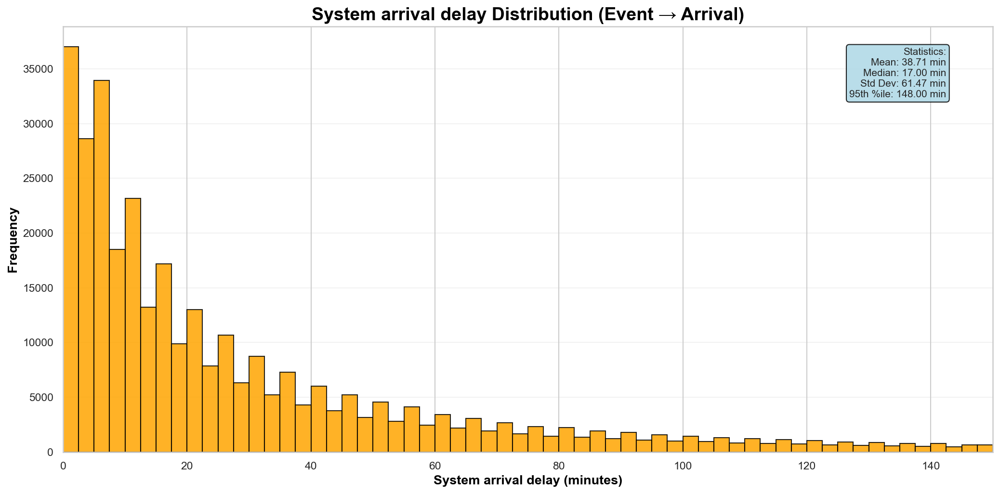 System arrival delay Distribution (Event → Arrival)
Statistics:
Mean: 38.71 min
Median: 17.00 min
Std Dev: 61.47 min
95th %ile: 148.00 min
Frequency
35000
30000
25000
20000
15000
10000
5000
0
0 20 40 60 80 100 120 140
System arrival delay (minutes)